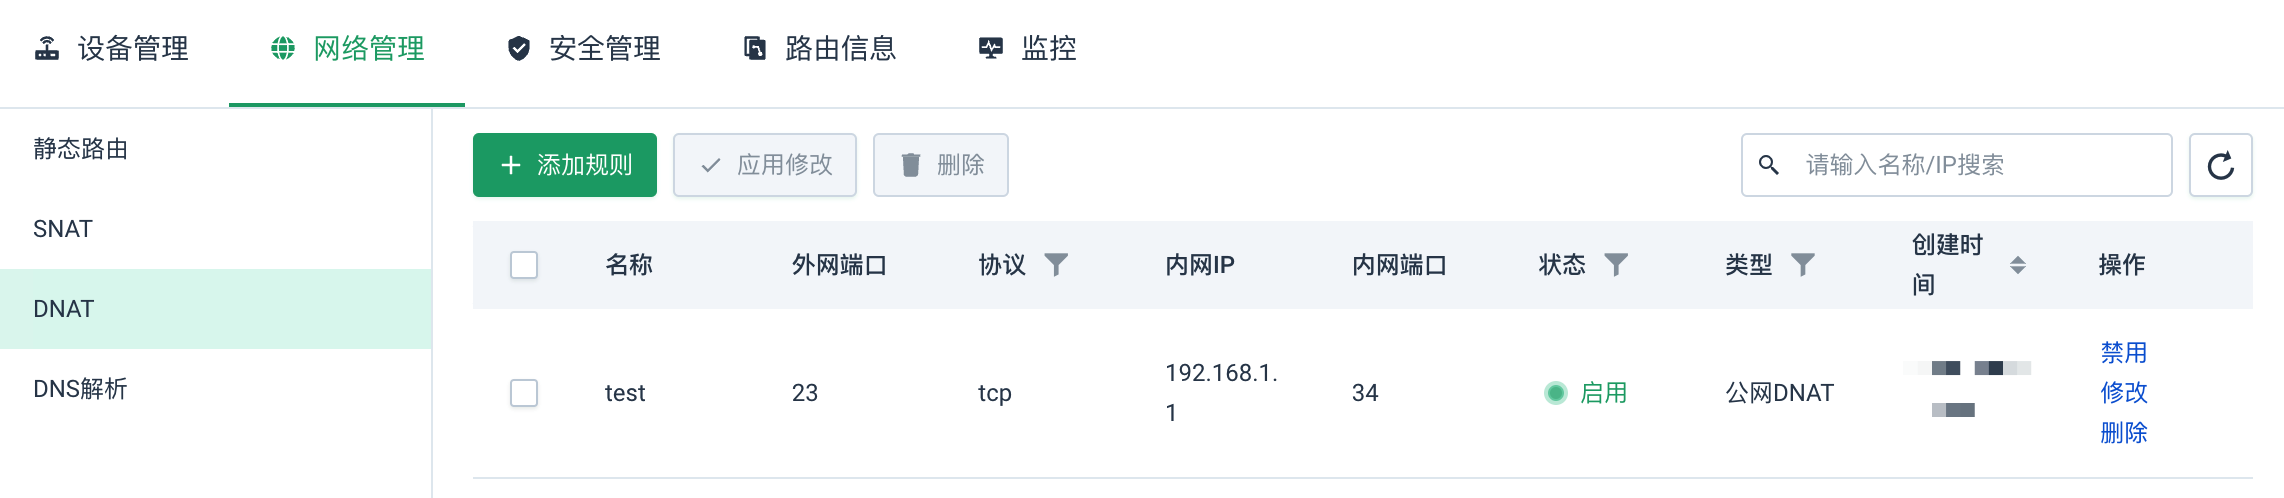 设备管理
网络管理
安全管理
路由信息
监控
静态路由
SNAT
DNAT
DNS解析
添加规则
应用修改
删除
请输入名称/IP搜索
名称
外网端口
协议
内网IP
内网端口
状态
类型
创建时
间
操作
test
23
tcp
192.168.1.
1
34
启用
公网DNAT
禁用
修改
删除